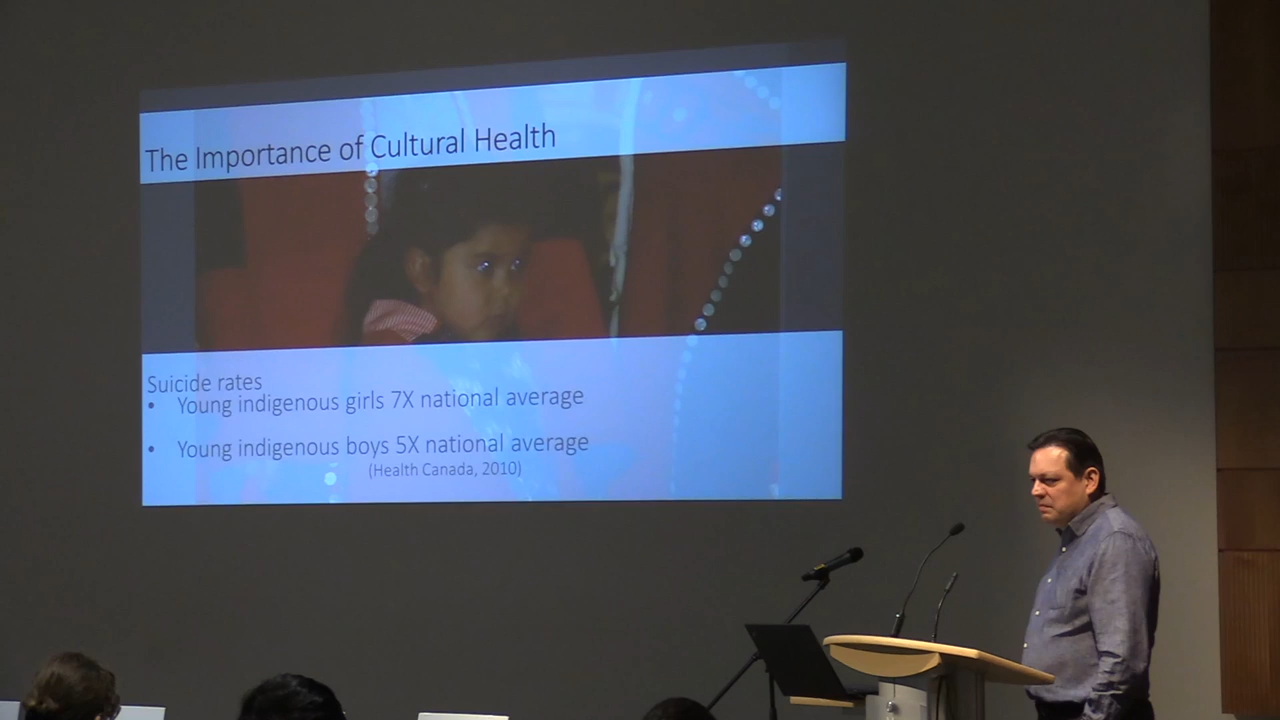 The Importance of Cultural Health
Suicide rates
• Young indigenous girls 7X national average
• Young indigenous boys 5X national average
(Health Canada, 2010)